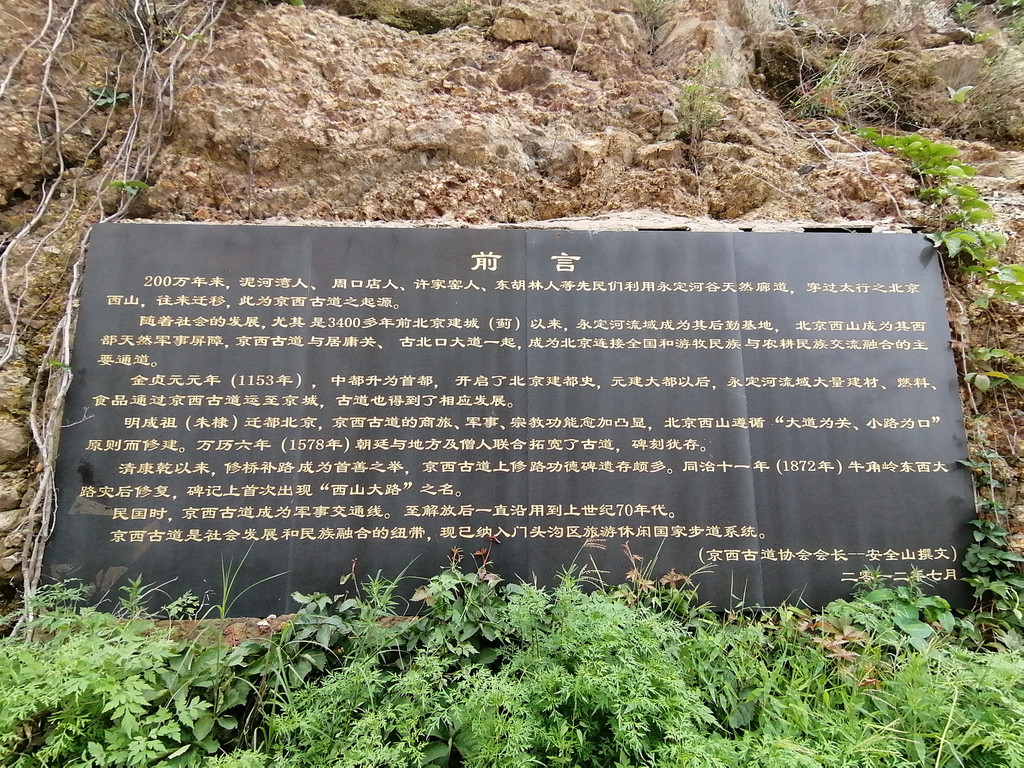 前言
200万年来，泥河湾人、周口店人、许家窑人、东胡林人等先民们利用永定河谷天然廊道，穿过太行之北京
西山，往来迁移，此为京西古道之起源。
随着社会的发展，尤其是3400多年前北京建城（蓟）以来，永定河流域成为其后勤基地，北京西山成为其西
部天然军事屏障，京西古道与居庸关、古北口大道一起，成为北京连接全国和游牧民族与农耕民族交流融合的主
要通道。
金贞元元年（1153年），中都升为首都，开启了北京建都史，元建大都以后，永定河流域大量建材、燃料、
食品通过京西古道运至京城，古道也得到了相应发展。
明成祖（朱棣）迁都北京，京西古道的商旅、军事、宗教功能愈加凸显，北京西山遵循“大道为关、小路为口”
原则而修建。万历六年（1578年）朝廷与地方及僧人联合拓宽了古道，碑刻犹存。
清康乾以来，修桥补路成为首善之举，京西古道上修路功德碑遗存颇多。同治十一年（1872年）牛角岭东西大
路灾后修复，碑记上首次出现“西山大路”之名。
民国时，京西古道成为军事交通线。至解放后一直沿用到上世纪70年代。
京西古道是社会发展和民族融合的纽带，现已纳入门头沟区旅游休闲国家步道系统。
（京西古道协会会长--安全山撰文）
二零一二年七月